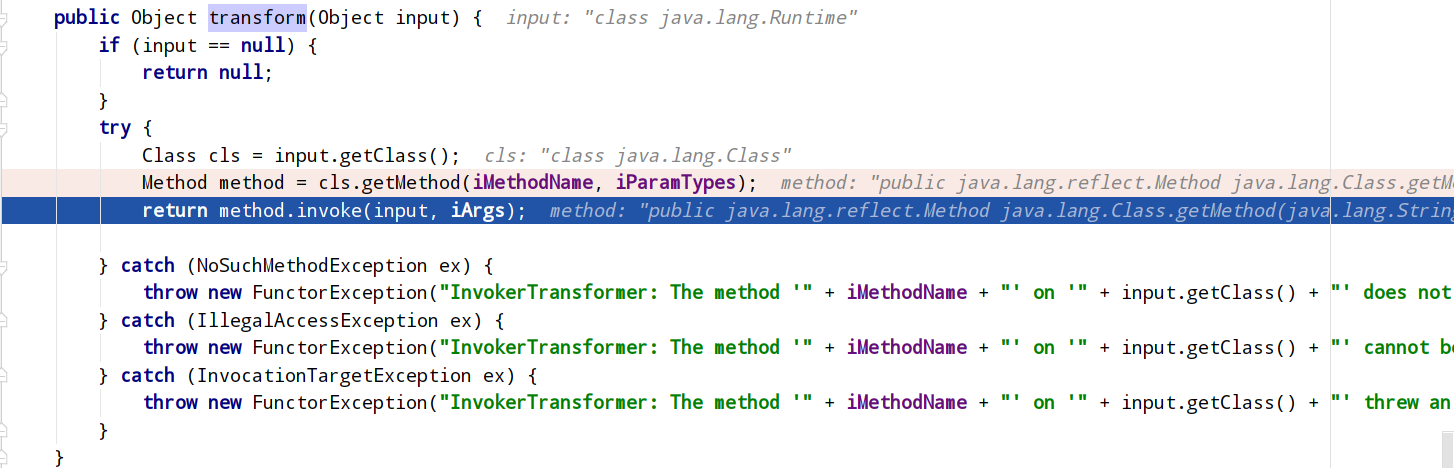 public Object transform(Object input) {  input: "class java.lang.Runtime"
if (input == null) {
return null;
}
try {
Class cls = input.getClass();  cls: "class java.lang.Class"
Method method = cls.getMethod(iMethodName, iParamTypes);  method: "public java.lang.reflect.Method java.lang.Class.getM
return method.invoke(input, iArgs);  method: "public java.lang.reflect.Method java.lang.Class.getMethod(java.lang.String
} catch (NoSuchMethodException ex) {
throw new FunctorException("InvokerTransformer: The method '" + iMethodName + "' on '" + input.getClass() + "' does not
} catch (IllegalAccessException ex) {
throw new FunctorException("InvokerTransformer: The method '" + iMethodName + "' on '" + input.getClass() + "' cannot be
} catch (InvocationTargetException ex) {
throw new FunctorException("InvokerTransformer: The method '" + iMethodName + "' on '" + input.getClass() + "' threw an
}
}